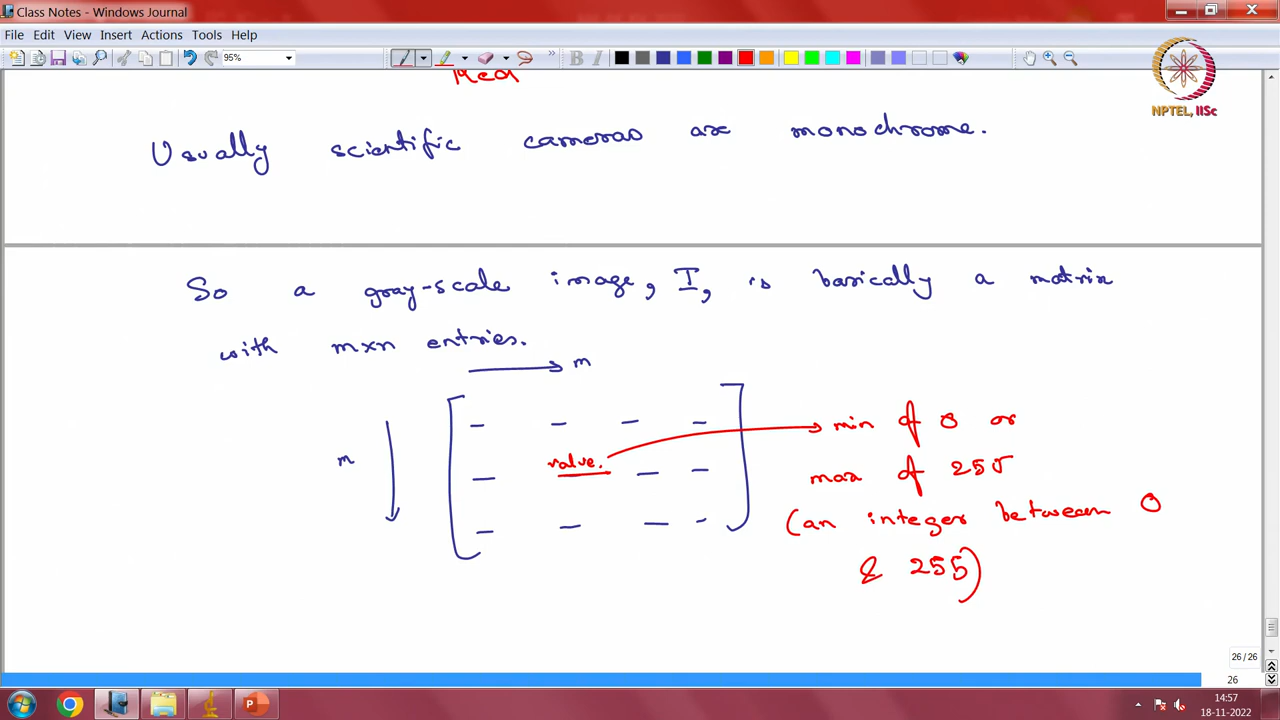 Class Notes - Windows Journal
File Edit View Insert Actions Tools Help
95%
NPTEL, IISc
Red
Usually scientific cameras are monochrome.
So a gray-scale image, I, is basically a matrix
with mxn entries.
n
m
value.
min of 0 or
max of 255
(an integer between 0
& 255)
26 / 26
26
14:57
18-11-2022